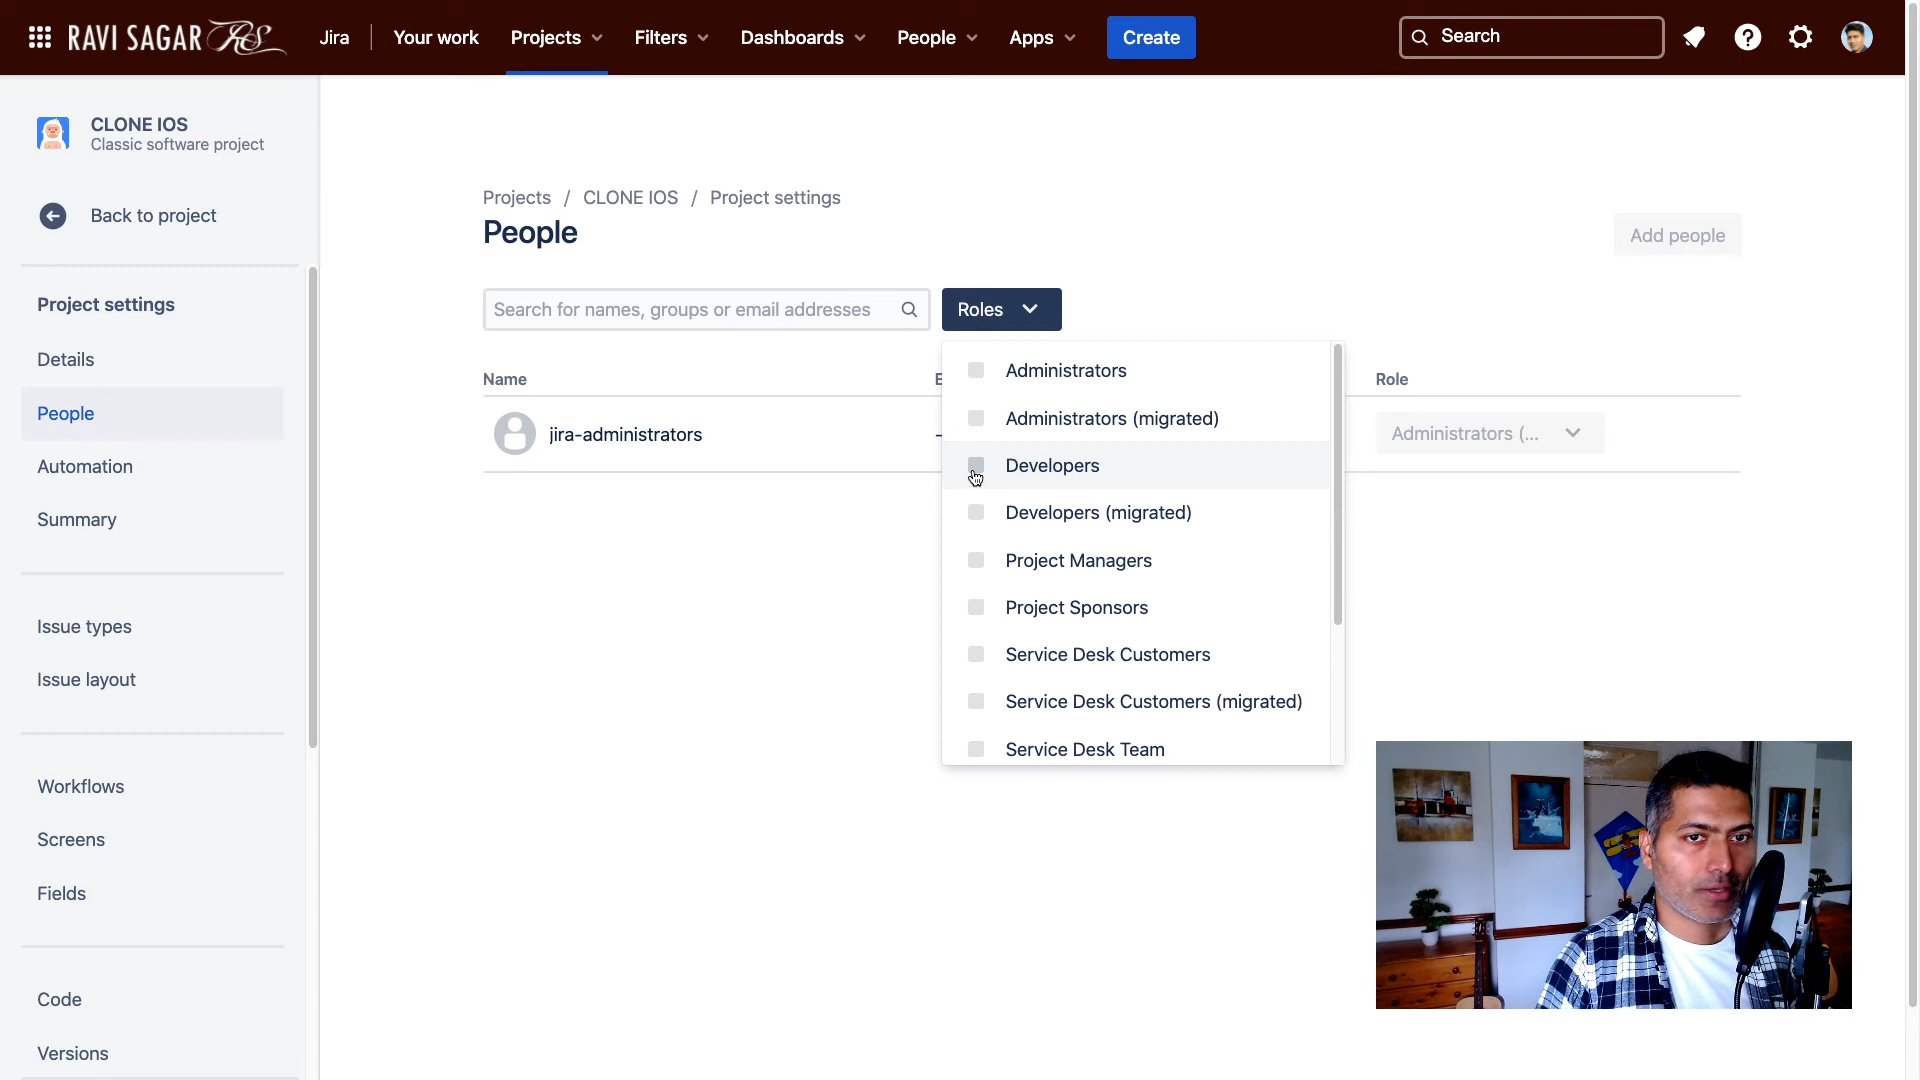 RAVI SAGAR RS
Jira
Your work
Projects
Filters
Dashboards
People
Apps
Create
Search
CLONE IOS
Classic software project
Back to project
Project settings
Details
People
Automation
Summary
Issue types
Issue layout
Workflows
Screens
Fields
Code
Versions
Projects / CLONE IOS / Project settings
People
Add people
Search for names, groups or email addresses
Roles
Name
E
Role
jira-administrators
-
Administrators (...
Administrators
Administrators (migrated)
Developers
Developers (migrated)
Project Managers
Project Sponsors
Service Desk Customers
Service Desk Customers (migrated)
Service Desk Team